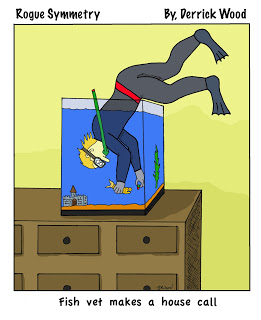 Rogue Symmetry By, Derrick Wood
Fish vet makes a house call